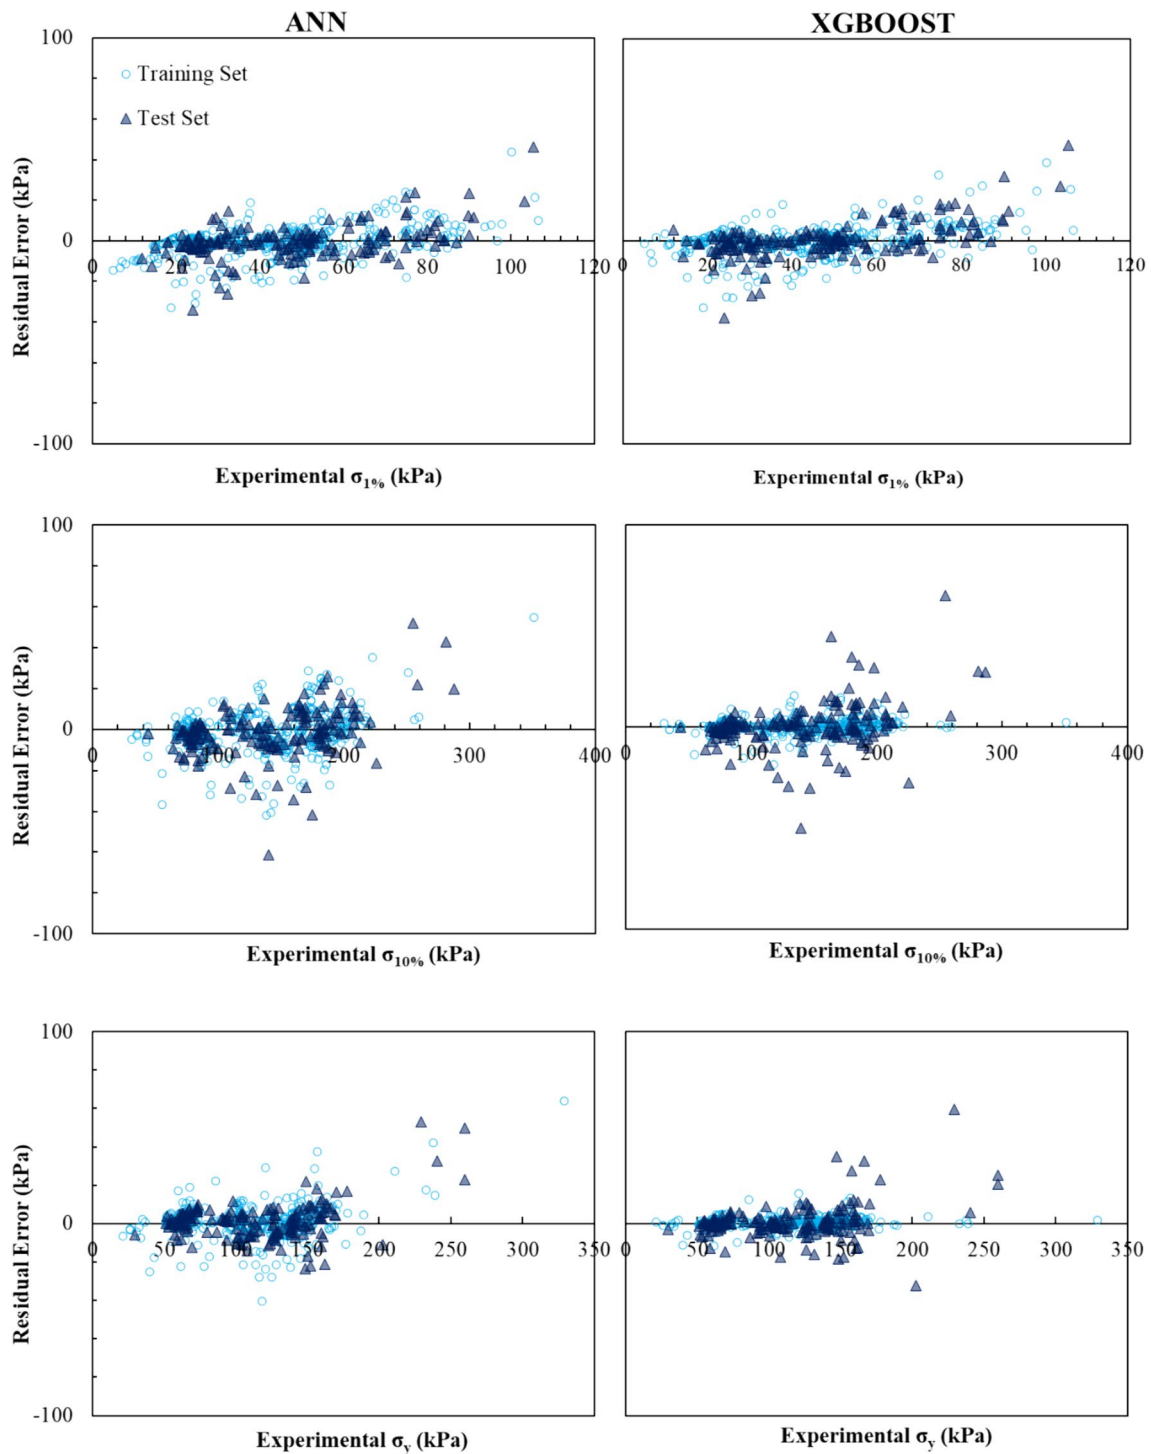 ANN XGBOOST
100
Training Set
Test Set
Residual Error (kPa)
0
0 20 40 60 80 100 120 0 20 40 60 80 100 120
-100
Experimental σ1% (kPa) Experimental σ1% (kPa)
100 100
Residual Error (kPa)
0 0
0 100 200 300 400 0 100 200 300 400
-100
Experimental σ10% (kPa) Experimental σ10% (kPa)
100
Residual Error (kPa)
0
0 50 100 150 200 250 300 350 0 50 100 150 200 250 300 350
-100
Experimental σy (kPa) Experimental σy (kPa)